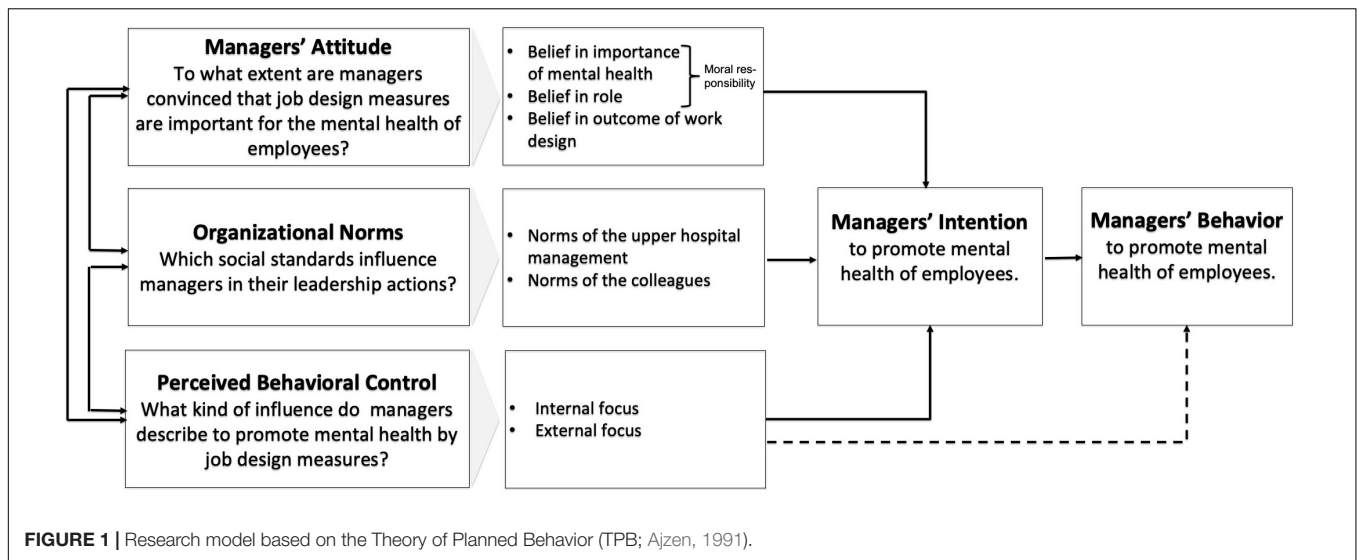 Managers' Attitude
To what extent are managers
convinced that job design measures
are important for the mental health of
employees?
• Belief in importance
of mental health
• Belief in role
• Belief in outcome of work
design
Moral res-
ponsibility
Organizational Norms
Which social standards influence
managers in their leadership actions?
• Norms of the upper hospital
management
• Norms of the colleagues
Managers' Intention
to promote mental
health of employees.
Managers' Behavior
to promote mental
health of employees.
Perceived Behavioral Control
What kind of influence do managers
describe to promote mental health by
job design measures?
• Internal focus
• External focus
FIGURE 1 | Research model based on the Theory of Planned Behavior (TPB; Ajzen, 1991).